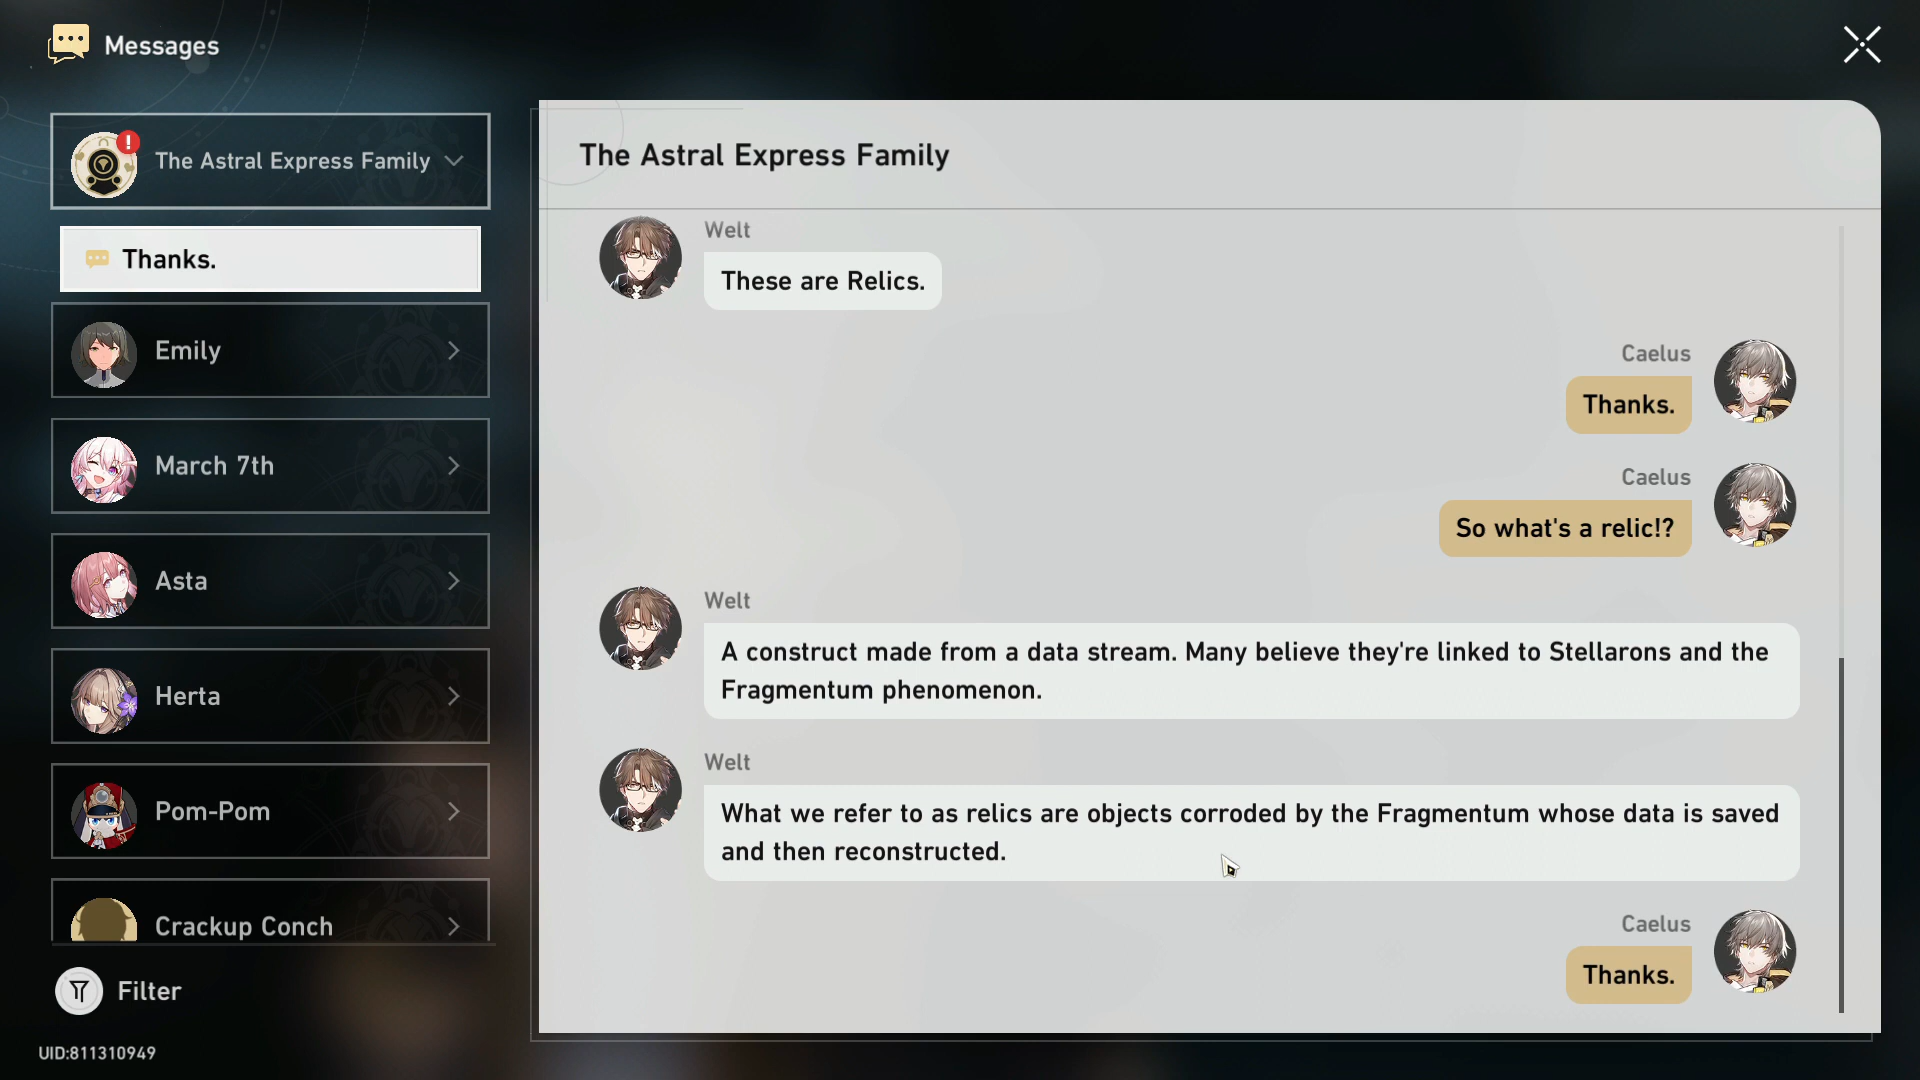 Messages
The Astral Express Family
Thanks.
Emily
March 7th
Asta
Herta
Pom-Pom
Crackup Conch
Filter
UID:811310949
The Astral Express Family
Welt
These are Relics.
Caelus
Thanks.
Caelus
So what's a relic!?
Welt
A construct made from a data stream. Many believe they're linked to Stellarons and the
Fragmentum phenomenon.
Welt
What we refer to as relics are objects corroded by the Fragmentum whose data is saved
and then reconstructed.
Caelus
Thanks.